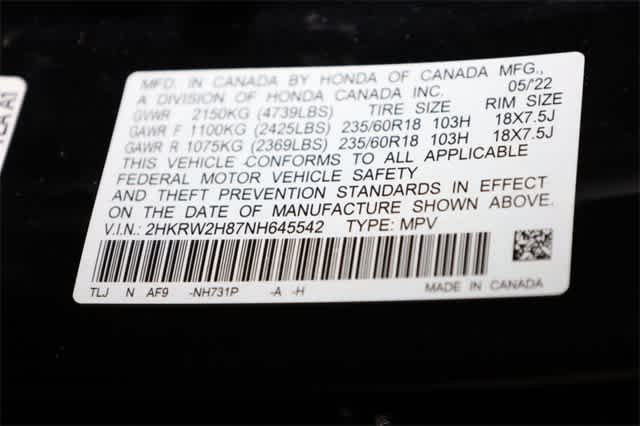 MFD. IN CANADA BY HONDA OF CANADA MFG.,
A DIVISION OF HONDA CANADA INC. 05/'22
GVWR 2150KG (4739LBS) TIRE SIZE RIM SIZE
GAWR F 1100KG (2425LBS) 235/60R18 103H 18X7.5J
GAWR R 1075KG (2369LBS) 235/60R18 103H 18X7.5J
THIS VEHICLE CONFORMS TO ALL APPLICABLE
FEDERAL MOTOR VEHICLE SAFETY
AND THEFT PREVENTION STANDARDS IN EFFECT
ON THE DATE OF MANUFACTURE SHOWN ABOVE.
V.I.N.: 2HKRW2H87NH645542 TYPE: MPV
TLJ N AF9 -NH731P -A -H MADE IN CANADA